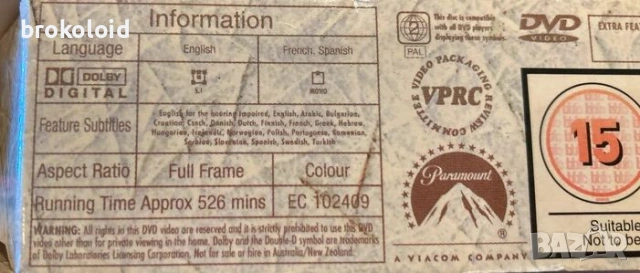 brokoloid
Information
Language English French, Spanish
DOLBY DIGITAL 5.1 MONO
Feature Subtitles
English for the hearing impaired, English, Arabic, Bulgarian,
Croatian, Czech, Danish, Dutch, Finnish, French, Greek, Hebrew,
Hungarian, Icelandic, Norwegian, Polish, Portuguese, Romanian,
Serbian, Slovenian, Spanish, Swedish, Turkish
Aspect Ratio Full Frame Colour
Running Time Approx 526 mins EC 102409
WARNING: All rights in this DVD video are reserved and it is strictly prohibited to use this DVD
video other than for private viewing in the home. Dolby and the Double-D symbol are trademarks
of Dolby Laboratories Licensing Corporation. Not for sale or hire in Australia/New Zealand.
2
PAL
This disc is compatible
with all DVD players
displaying these symbols.
DVD
VIDEO
EXTRA FEA
VIDEO PACKAGING REVIEW COMMITTEE
VPRC
Paramount
®
A VIACOM COMPANY
15
Suitable
Not to be
BAZAR